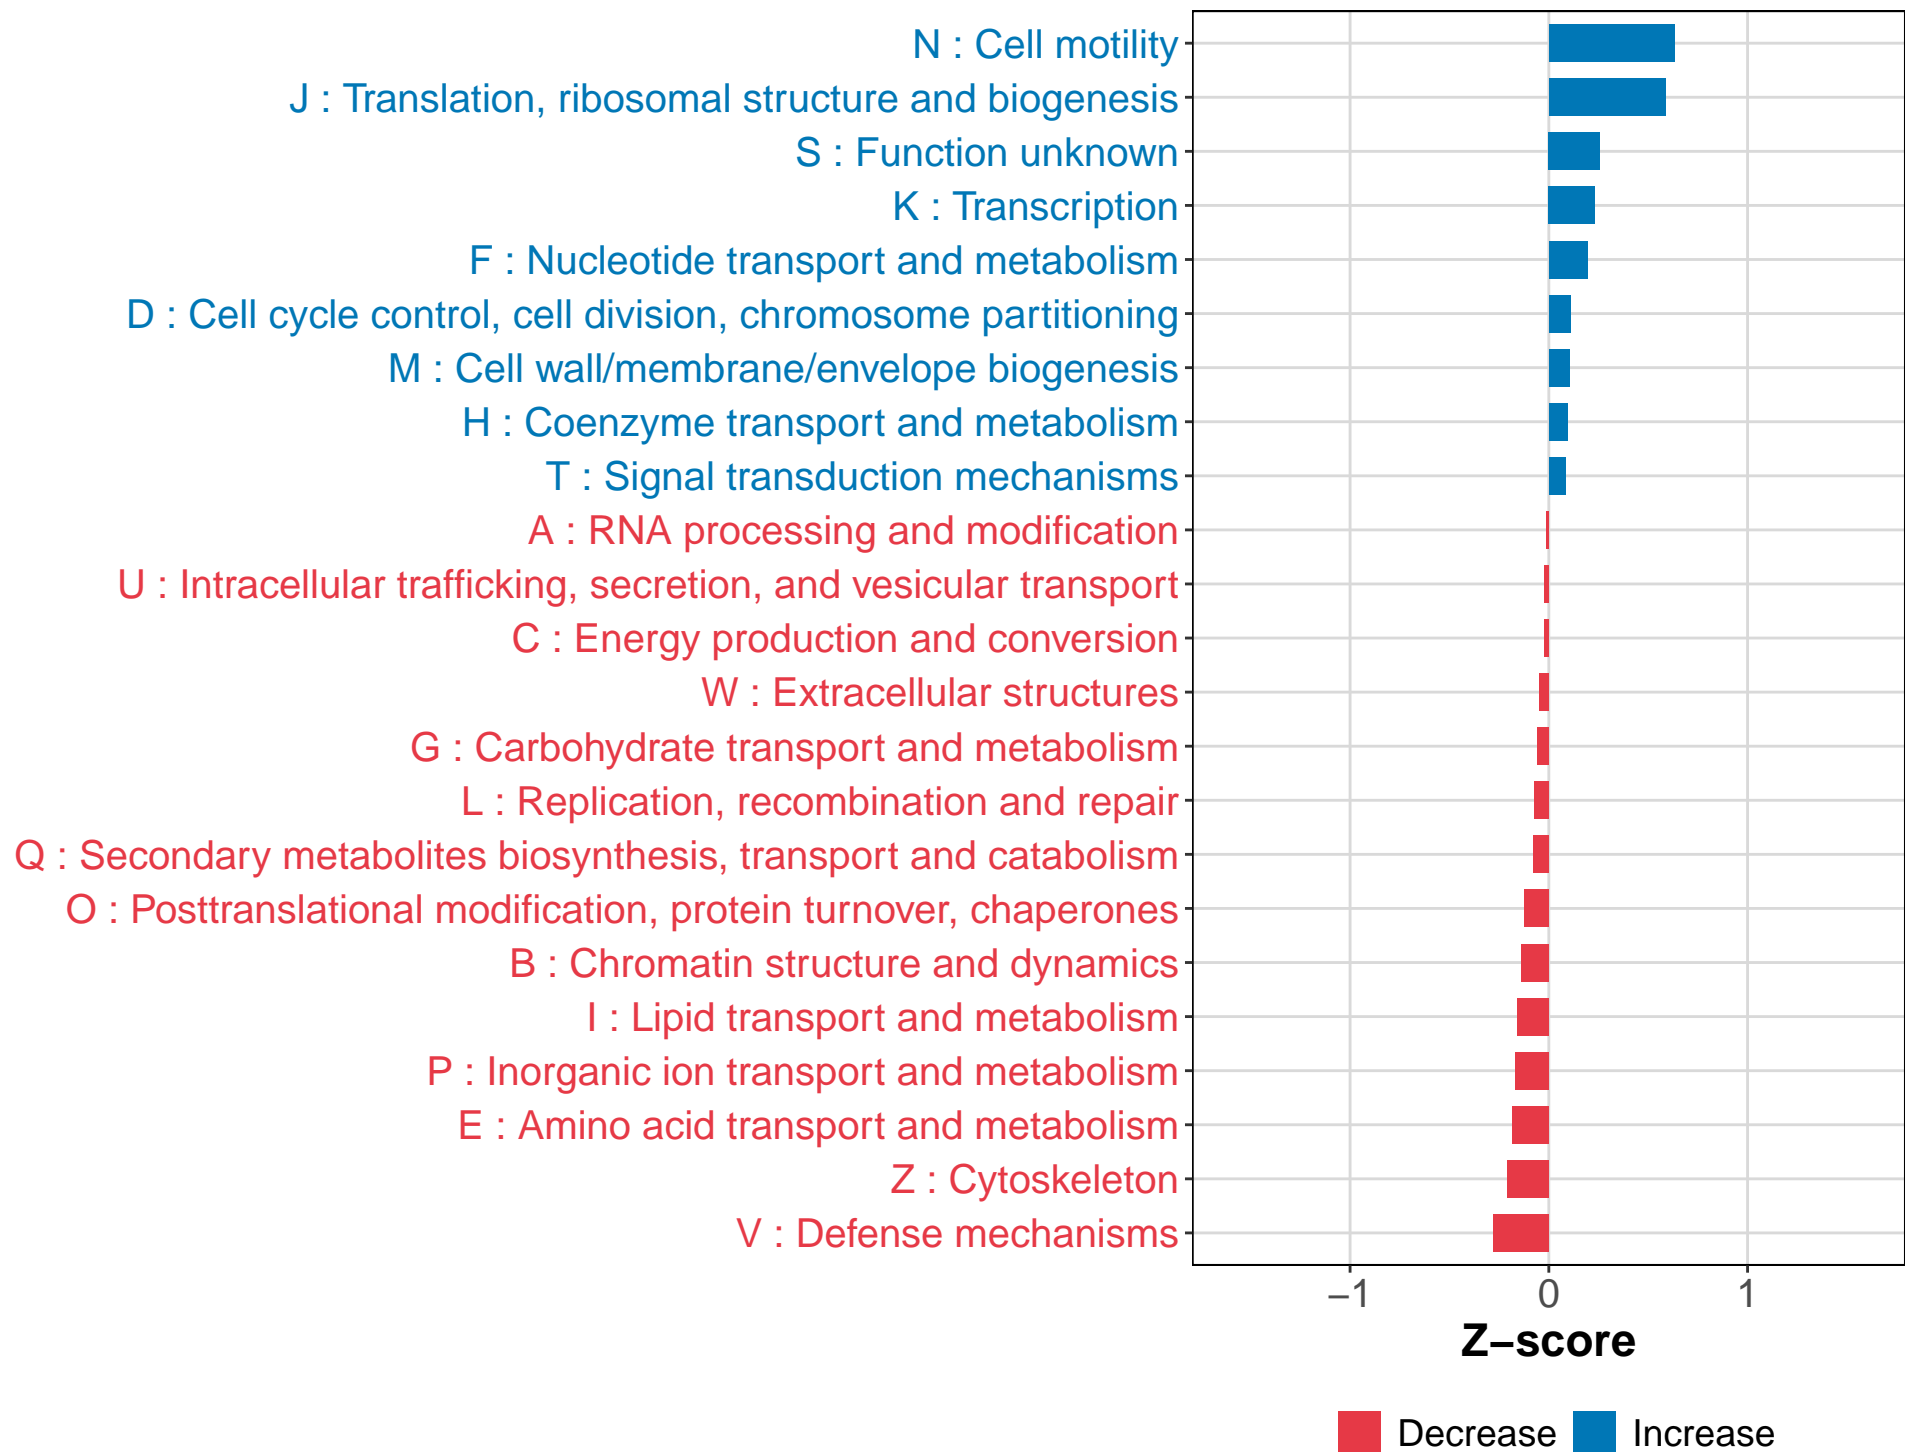 N : Cell motility
J : Translation, ribosomal structure and biogenesis
S : Function unknown
K : Transcription
F : Nucleotide transport and metabolism
D : Cell cycle control, cell division, chromosome partitioning
M : Cell wall/membrane/envelope biogenesis
H : Coenzyme transport and metabolism
T : Signal transduction mechanisms
A : RNA processing and modification
U : Intracellular trafficking, secretion, and vesicular transport
C : Energy production and conversion
W : Extracellular structures
G : Carbohydrate transport and metabolism
L : Replication, recombination and repair
Q : Secondary metabolites biosynthesis, transport and catabolism
O : Posttranslational modification, protein turnover, chaperones
B : Chromatin structure and dynamics
I : Lipid transport and metabolism
P : Inorganic ion transport and metabolism
E : Amino acid transport and metabolism
Z : Cytoskeleton
V : Defense mechanisms
−1 0 1
Z−score
Decrease Increase